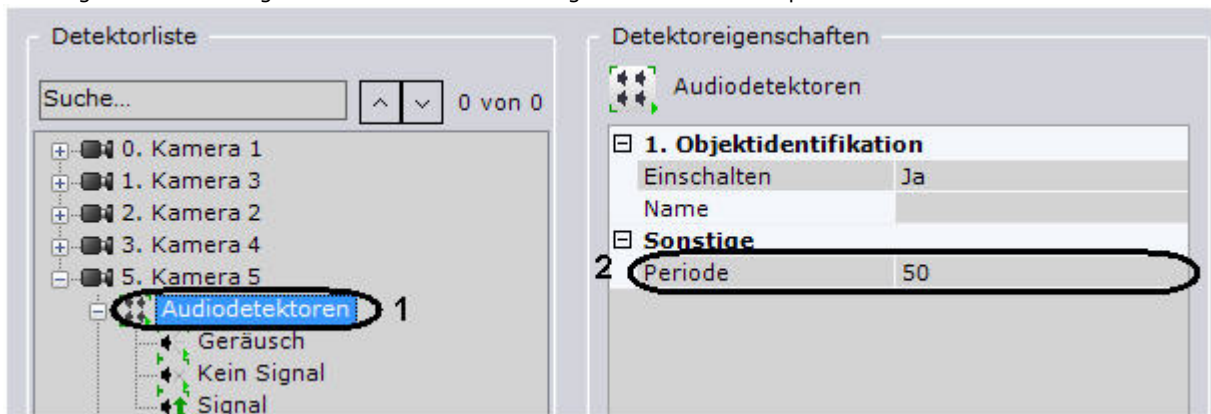 Detektorliste
Suche...
0 von 0
0. Kamera 1
1. Kamera 3
2. Kamera 2
3. Kamera 4
5. Kamera 5
Audiodetektoren 1
Geräusch
Kein Signal
Signal
Detektoreigenschaften
Audiodetektoren
1. Objektidentifikation
Einschalten Ja
Name
Sonstige
2 Periode 50